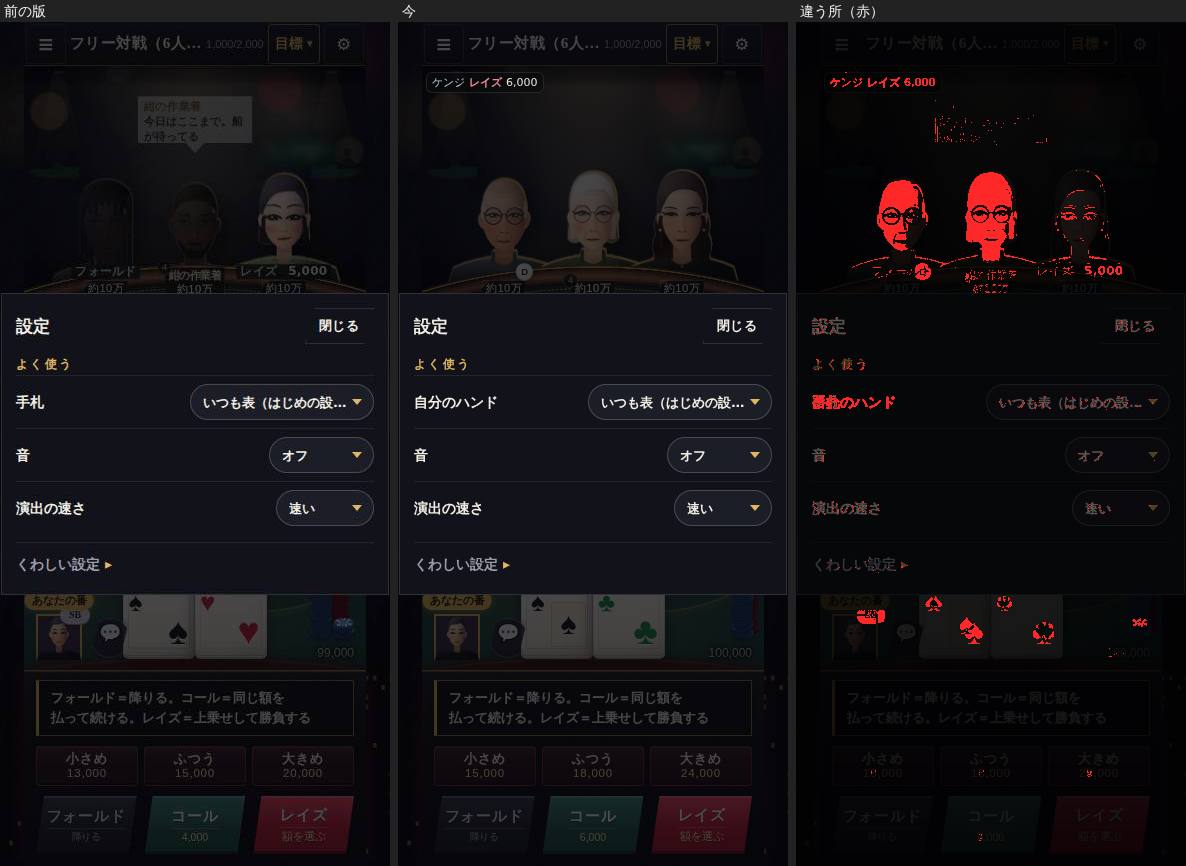 前の版
フリー対戦（6人… 1,000/2,000 目標▾
紺の作業着
今日はここまで。船
が待ってる
フォールド 4 紺の作業着 レイズ 5,000
約10万 約10万 約10万
設定 閉じる
よく使う
手札 いつも表（はじめの設…
音 オフ
演出の速さ 速い
くわしい設定 ▸
あなたの番
SB
99,000
フォールド＝降りる。コール＝同じ額を
払って続ける。レイズ＝上乗せして勝負する
小さめ ふつう 大きめ
13,000 15,000 20,000
フォールド コール レイズ
降りる 4,000 額を選ぶ
今
フリー対戦（6人… 1,000/2,000 目標▾
ケンジ レイズ 6,000
D 4
約10万 約10万 約10万
設定 閉じる
よく使う
自分のハンド いつも表（はじめの設…
音 オフ
演出の速さ 速い
くわしい設定 ▸
あなたの番
100,000
フォールド＝降りる。コール＝同じ額を
払って続ける。レイズ＝上乗せして勝負する
小さめ ふつう 大きめ
15,000 18,000 24,000
フォールド コール レイズ
降りる 6,000 額を選ぶ
違う所（赤）
フリー対戦（6人… 1,000/2,000 目標▾
ケンジ レイズ 6,000
レイズ 5,000
約10万 約10万
設定 閉じる
よく使う
のハンド いつも表（はじめの設…
音 オフ
演出の速さ 速い
くわしい設定 ▸
あなたの番
フォールド＝降りる。コール＝同じ額を
払って続ける。レイズ＝上乗せして勝負する
小さめ ふつう 大きめ
フォールド コール レイズ
降りる 額を選ぶ